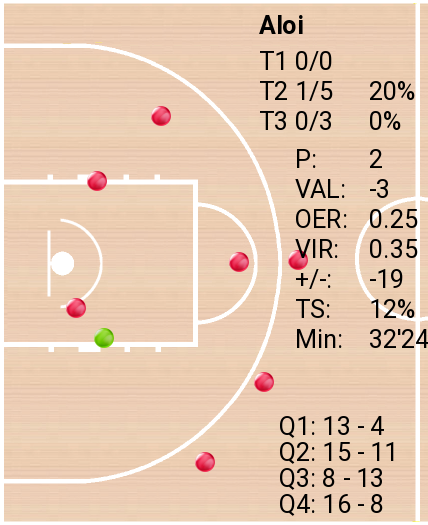 Aloi
T1 0/0
T2 1/5 20%
T3 0/3 0%
P: 2
VAL: -3
OER: 0.25
VIR: 0.35
+/-: -19
TS: 12%
Min: 32'24
Q1: 13 - 4
Q2: 15 - 11
Q3: 8 - 13
Q4: 16 - 8